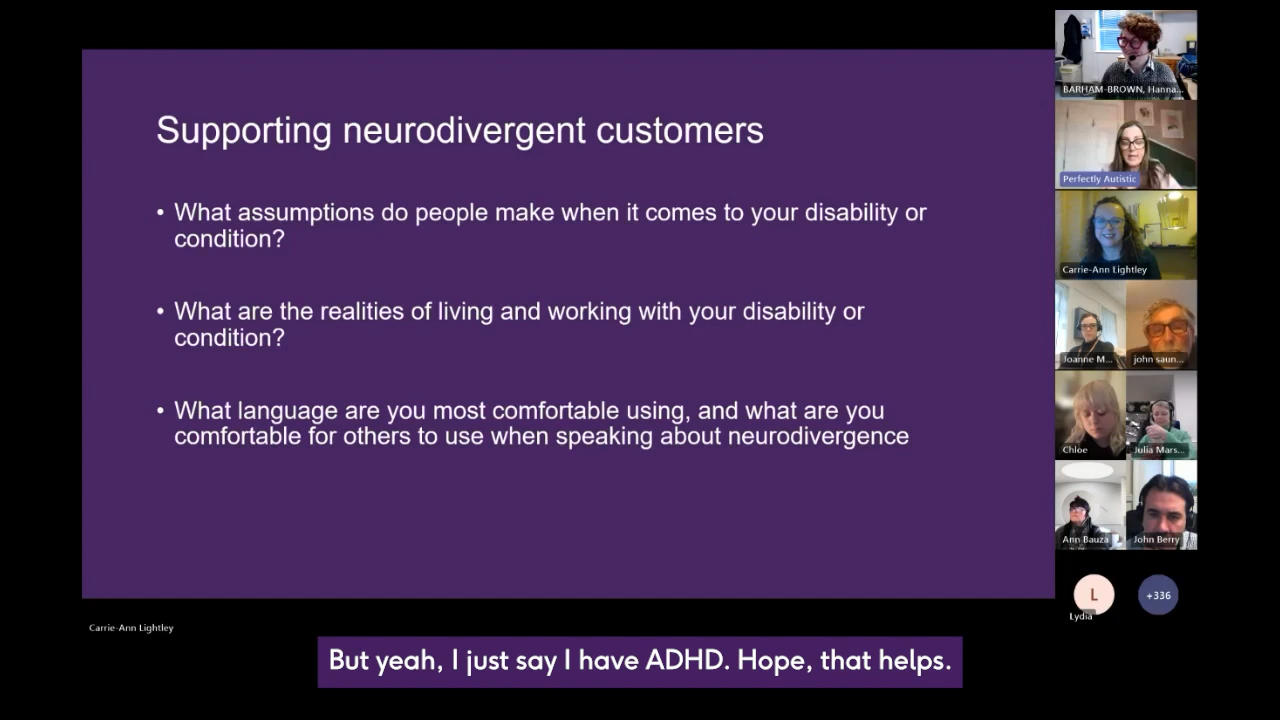 Supporting neurodivergent customers
• What assumptions do people make when it comes to your disability or
condition?
• What are the realities of living and working with your disability or
condition?
• What language are you most comfortable using, and what are you
comfortable for others to use when speaking about neurodivergence
BARHAM-BROWN, Hanna...
Perfectly Autistic
Carrie-Ann Lightley
Joanne M...
john saun...
Chloe
Julia Mars...
Ann Bauza
John Berry
L
Lydia
+336
Carrie-Ann Lightley
But yeah, I just say I have ADHD. Hope, that helps.